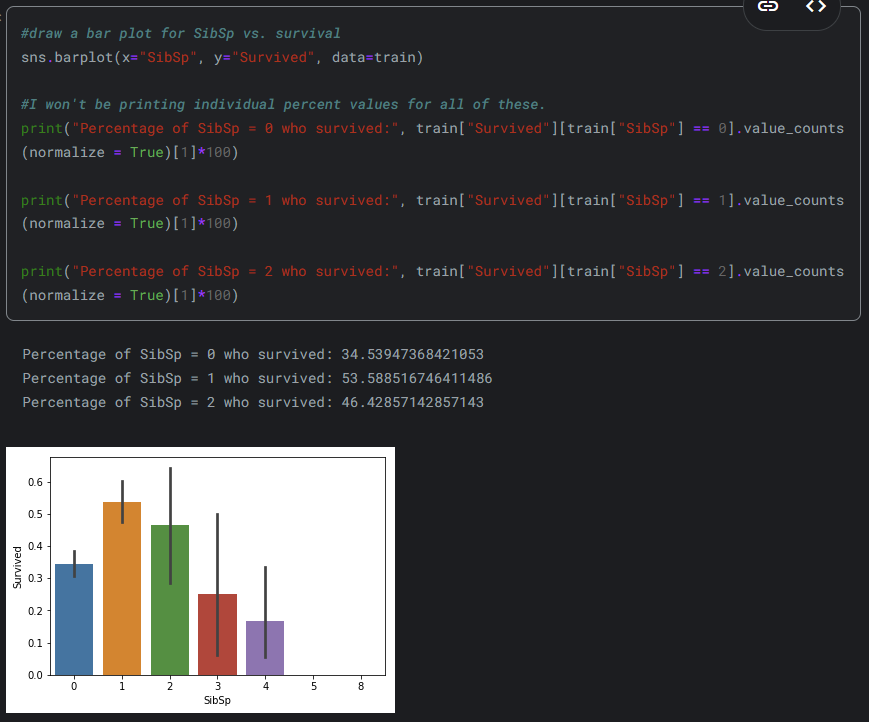 #draw a bar plot for SibSp vs. survival
sns.barplot(x="SibSp", y="Survived", data=train)
#I won't be printing individual percent values for all of these.
print("Percentage of SibSp = 0 who survived:", train["Survived"][train["SibSp"] == 0].value_counts
(normalize = True)[1]*100)
print("Percentage of SibSp = 1 who survived:", train["Survived"][train["SibSp"] == 1].value_counts
(normalize = True)[1]*100)
print("Percentage of SibSp = 2 who survived:", train["Survived"][train["SibSp"] == 2].value_counts
(normalize = True)[1]*100)
Percentage of SibSp = 0 who survived: 34.53947368421053
Percentage of SibSp = 1 who survived: 53.588516746411486
Percentage of SibSp = 2 who survived: 46.42857142857143
0.6
0.5
0.4
0.3
0.2
0.1
0.0
Survived
0 1 2 3 4 5 8
SibSp